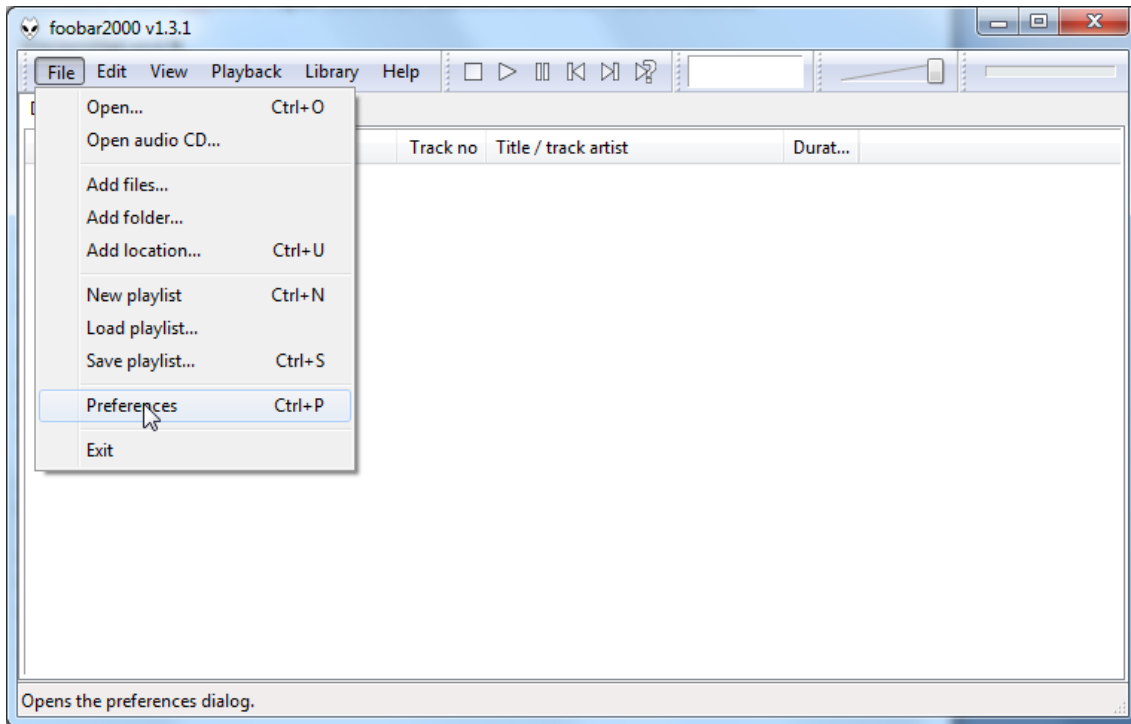 foobar2000 v1.3.1
File Edit View Playback Library Help
Open... Ctrl+O
Open audio CD...
Track no Title / track artist Durat...
Add files...
Add folder...
Add location... Ctrl+U
New playlist Ctrl+N
Load playlist...
Save playlist... Ctrl+S
Preferences Ctrl+P
Exit
Opens the preferences dialog.